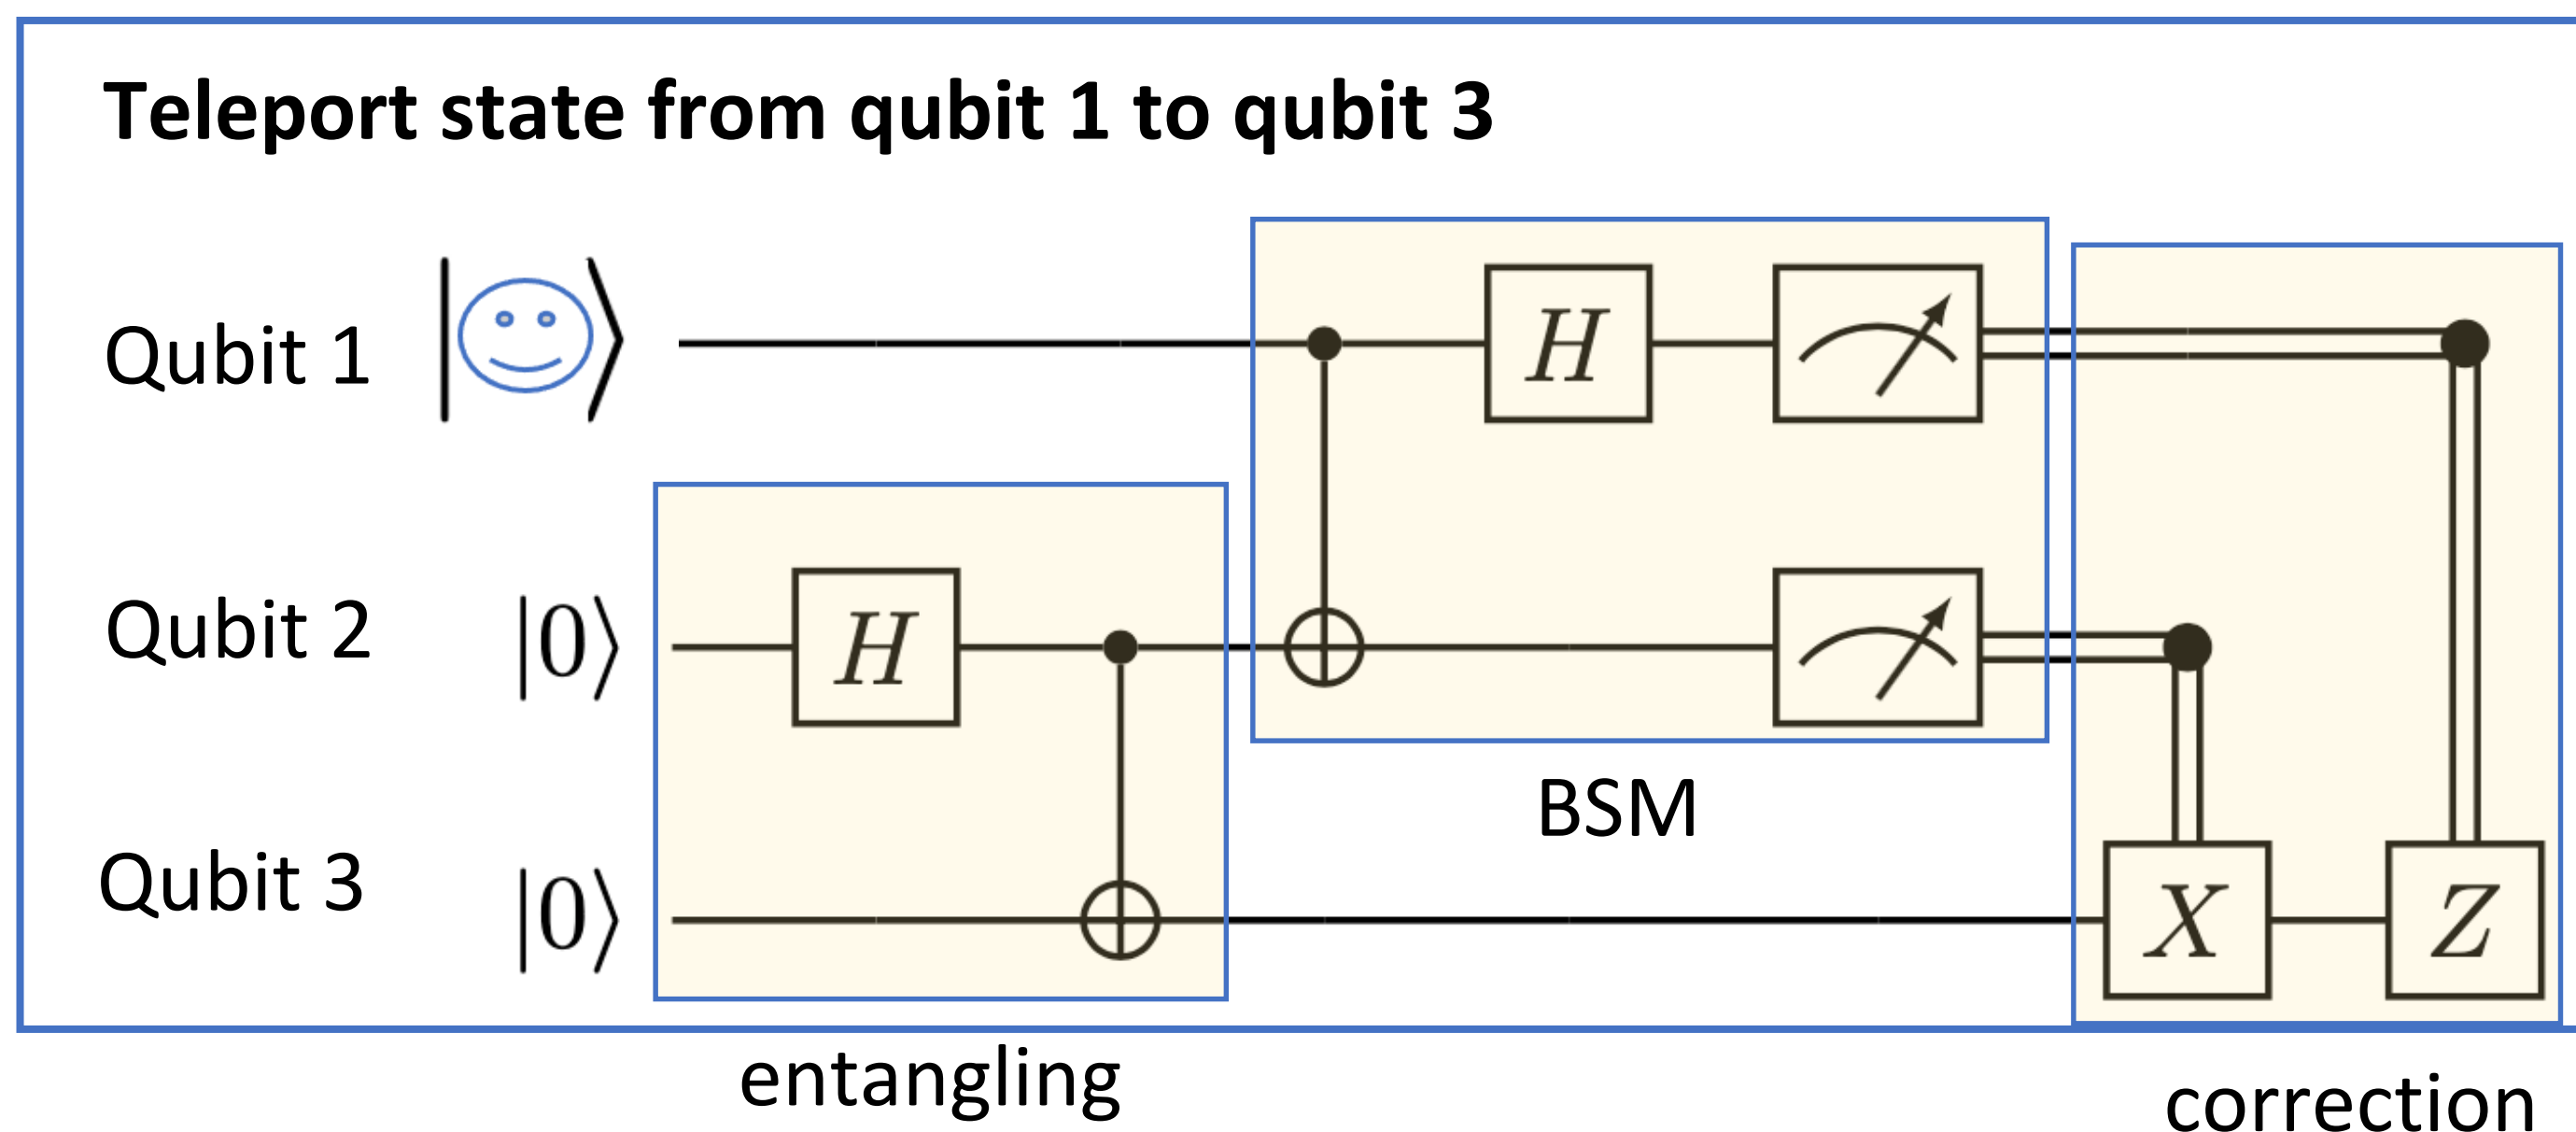 Teleport state from qubit 1 to qubit 3
Qubit 1
H
Qubit 2 |0⟩ H
BSM
Qubit 3 |0⟩ X Z
entangling
correction